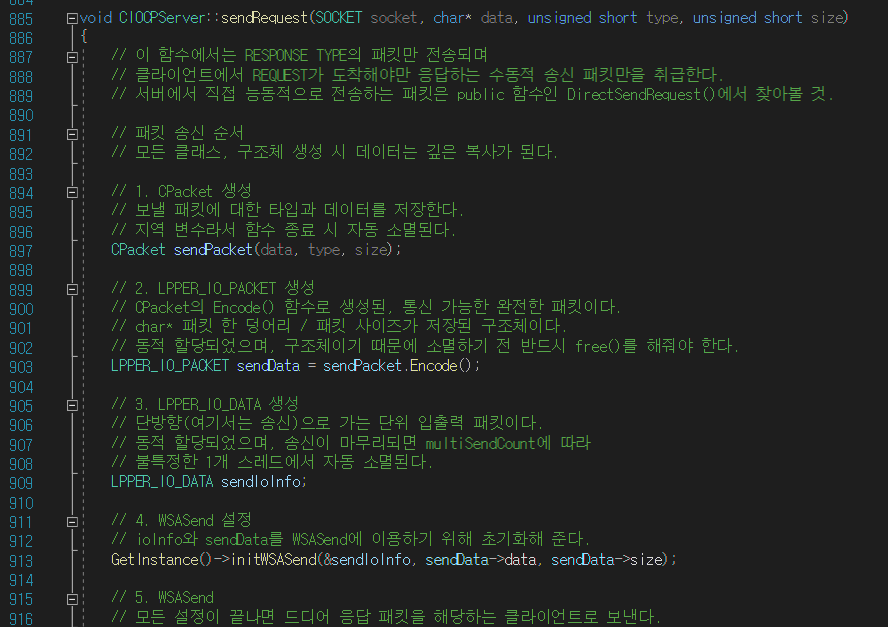 885 void CIOCPServer::sendRequest(SOCKET socket, char* data, unsigned short type, unsigned short size)
886 {
887 // 이 함수에서는 RESPONSE TYPE의 패킷만 전송되며
888 // 클라이언트에서 REQUEST가 도착해야만 응답하는 수동적 송신 패킷만을 취급한다.
889 // 서버에서 직접 능동적으로 전송하는 패킷은 public 함수인 DirectSendRequest()에서 찾아볼 것.
890
891 // 패킷 송신 순서
892 // 모든 클래스, 구조체 생성 시 데이터는 깊은 복사가 된다.
893
894 // 1. CPacket 생성
895 // 보낼 패킷에 대한 타입과 데이터를 저장한다.
896 // 지역 변수라서 함수 종료 시 자동 소멸된다.
897 CPacket sendPacket(data, type, size);
898
899 // 2. LPPER_IO_PACKET 생성
900 // CPacket의 Encode() 함수로 생성된, 통신 가능한 완전한 패킷이다.
901 // char* 패킷 한 덩어리 / 패킷 사이즈가 저장된 구조체이다.
902 // 동적 할당되었으며, 구조체이기 때문에 소멸하기 전 반드시 free()를 해줘야 한다.
903 LPPER_IO_PACKET sendData = sendPacket.Encode();
904
905 // 3. LPPER_IO_DATA 생성
906 // 단방향(여기서는 송신)으로 가는 단위 입출력 패킷이다.
907 // 동적 할당되었으며, 송신이 마무리되면 multiSendCount에 따라
908 // 불특정한 1개 스레드에서 자동 소멸된다.
909 LPPER_IO_DATA sendIoInfo;
910
911 // 4. WSASend 설정
912 // ioInfo와 sendData를 WSASend에 이용하기 위해 초기화해 준다.
913 GetInstance()->initWSASend(&sendIoInfo, sendData->data, sendData->size);
914
915 // 5. WSASend
916 // 모든 설정이 끝나면 드디어 응답 패킷을 해당하는 클라이언트로 보낸다.